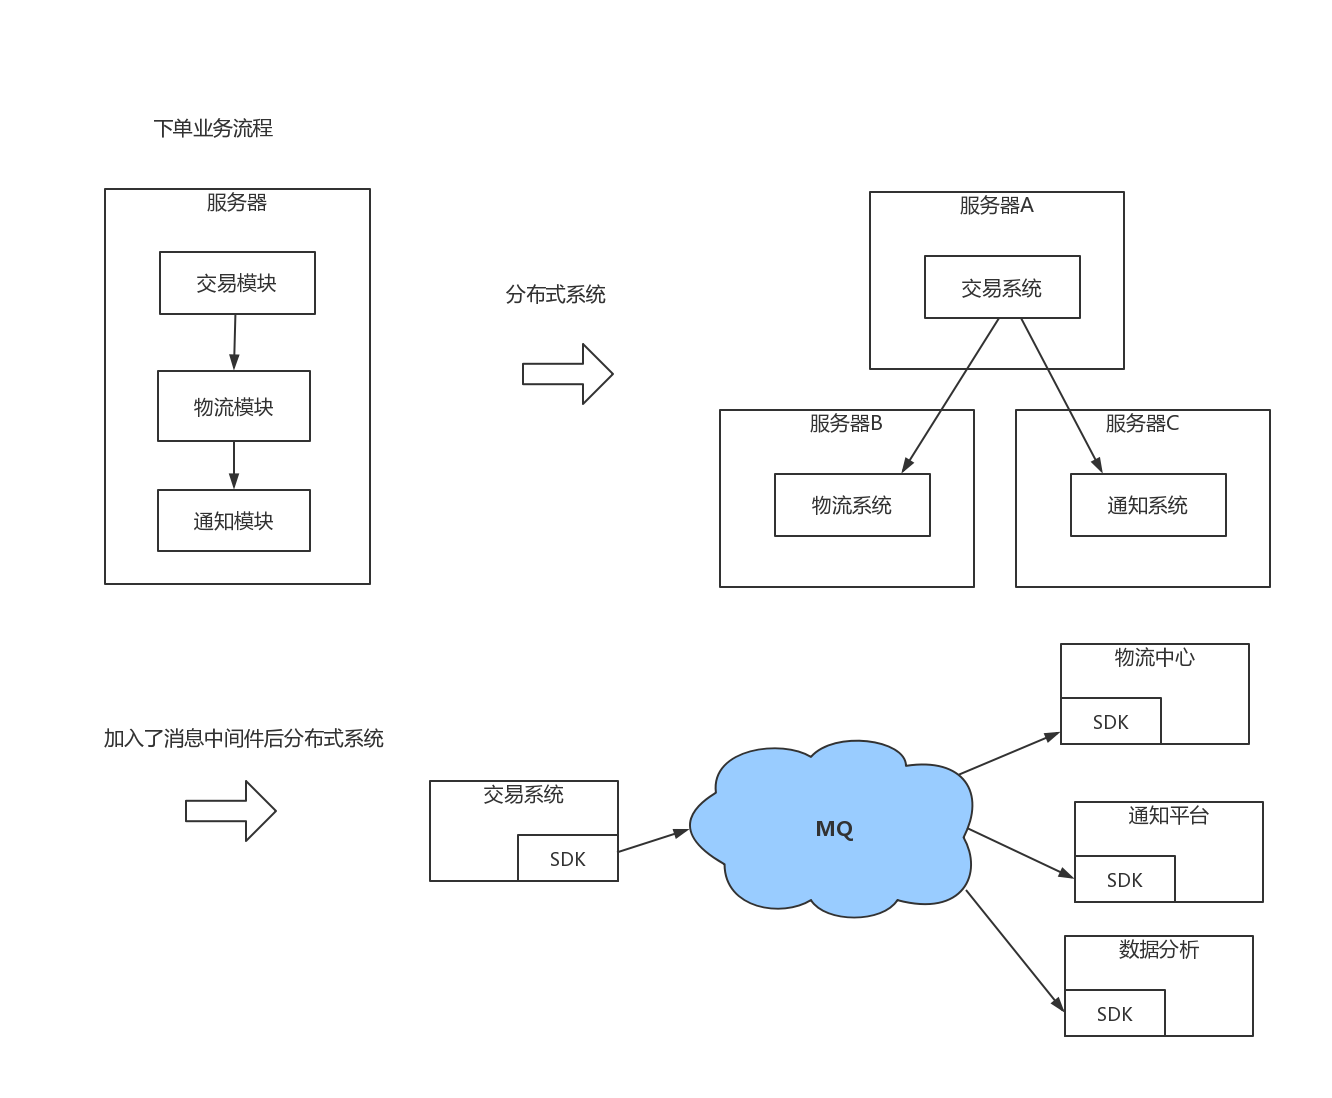 下单业务流程
服务器
交易模块
物流模块
通知模块
分布式系统
服务器A
交易系统
服务器B
物流系统
服务器C
通知系统
加入了消息中间件后分布式系统
交易系统
SDK
MQ
物流中心
SDK
通知平台
SDK
数据分析
SDK